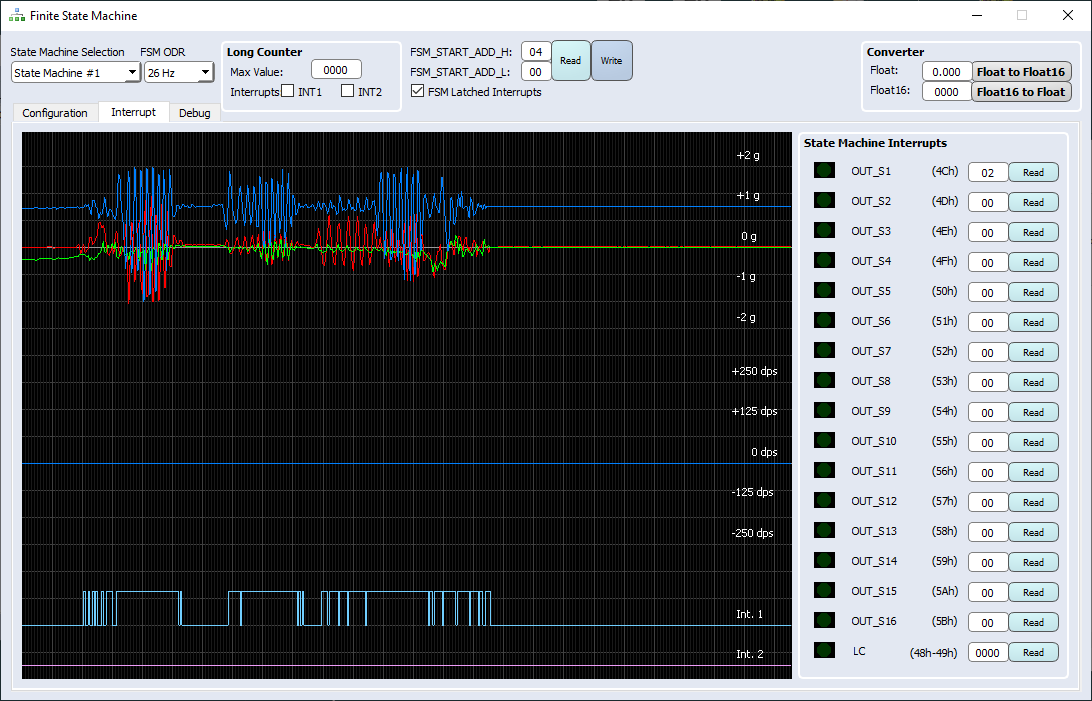 Finite State Machine
State Machine Selection FSM ODR
State Machine #1 26 Hz
Long Counter
Max Value: 0000
Interrupts: INT1 INT2
FSM_START_ADD_H: 04
FSM_START_ADD_L: 00
Read Write
FSM Latched Interrupts
Converter
Float: 0.000 Float to Float16
Float16: 0000 Float16 to Float
Configuration Interrupt Debug
+2 g
+1 g
0 g
-1 g
-2 g
+250 dps
+125 dps
0 dps
-125 dps
-250 dps
Int. 1
Int. 2
State Machine Interrupts
OUT_S1 (4Ch) 02 Read
OUT_S2 (4Dh) 00 Read
OUT_S3 (4Eh) 00 Read
OUT_S4 (4Fh) 00 Read
OUT_S5 (50h) 00 Read
OUT_S6 (51h) 00 Read
OUT_S7 (52h) 00 Read
OUT_S8 (53h) 00 Read
OUT_S9 (54h) 00 Read
OUT_S10 (55h) 00 Read
OUT_S11 (56h) 00 Read
OUT_S12 (57h) 00 Read
OUT_S13 (58h) 00 Read
OUT_S14 (59h) 00 Read
OUT_S15 (5Ah) 00 Read
OUT_S16 (5Bh) 00 Read
LC (48h-49h) 0000 Read